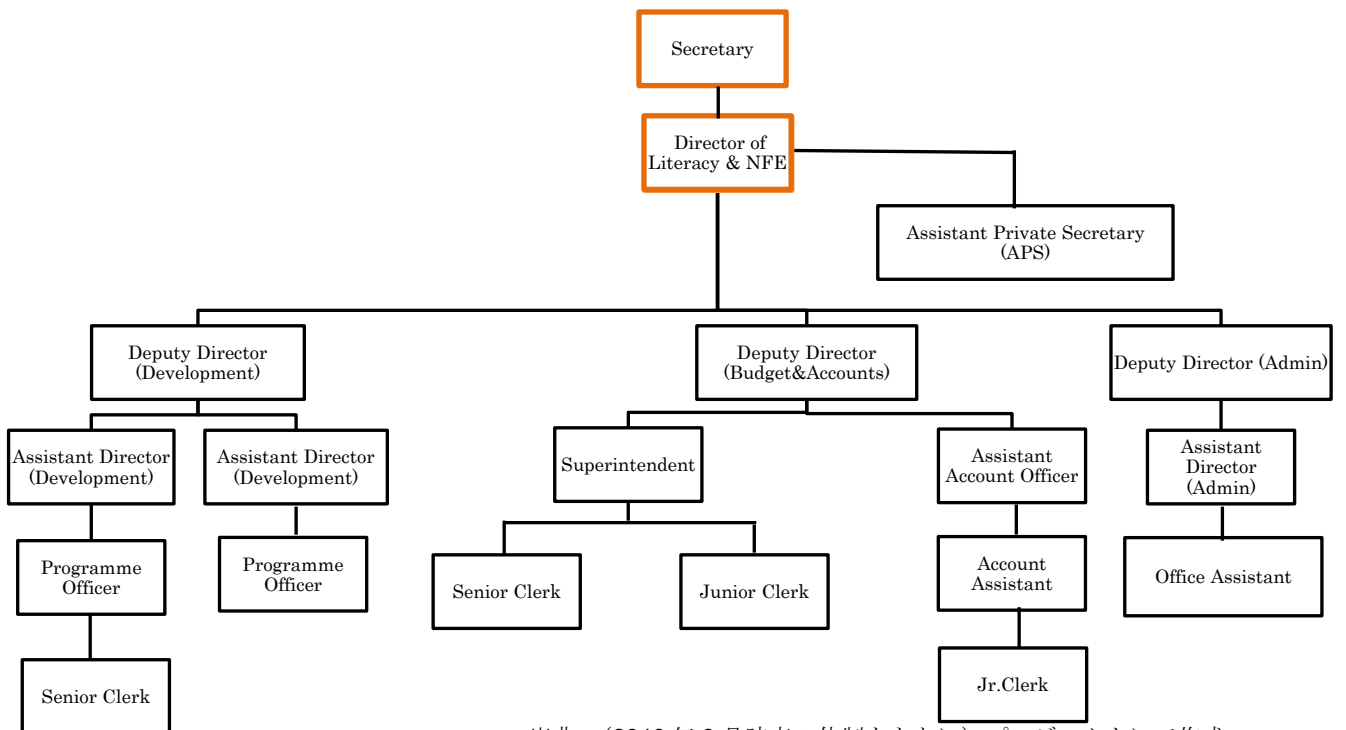 Secretary
Director of
Literacy & NFE
Assistant Private Secretary
(APS)
Deputy Director
(Development)
Deputy Director
(Budget&Accounts)
Deputy Director (Admin)
Assistant Director
(Development)
Assistant Director
(Development)
Superintendent
Assistant
Account Officer
Assistant
Director
(Admin)
Programme
Officer
Programme
Officer
Senior Clerk
Junior Clerk
Account
Assistant
Office Assistant
Senior Clerk
Jr.Clerk